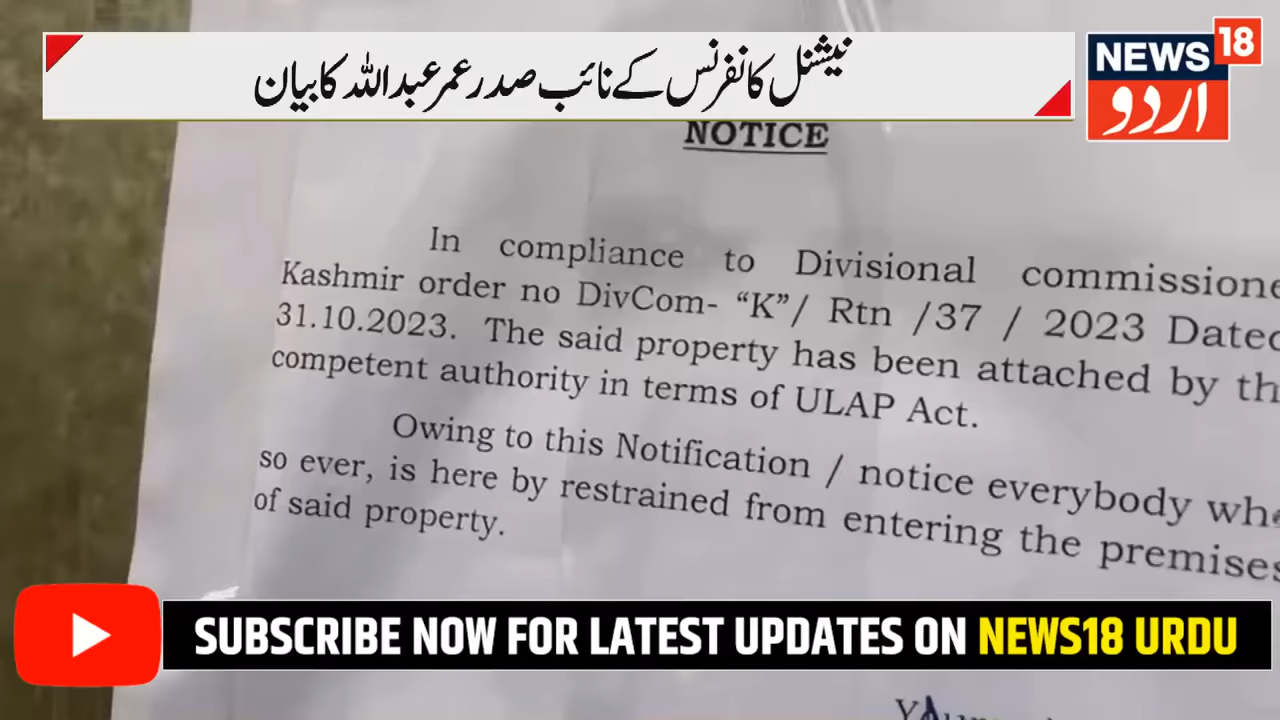 نیشنل کانفرنس کے نائب صدر عمر عبداللہ کا بیان
NEWS 18
اردو
NOTICE
In compliance to Divisional commissione
Kashmir order no DivCom- “K”/ Rtn /37 / 2023 Dated
31.10.2023. The said property has been attached by th
competent authority in terms of ULAP Act.
Owing to this Notification / notice everybody wh
so ever, is here by restrained from entering the premises
of said property.
SUBSCRIBE NOW FOR LATEST UPDATES ON NEWS18 URDU